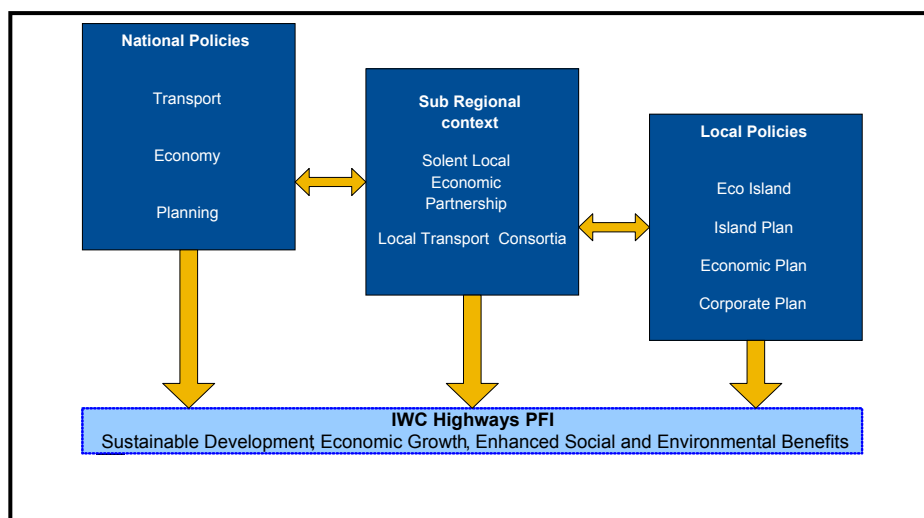 National Policies
Transport
Economy
Planning
Sub Regional
context
Solent Local
Economic
Partnership
Local Transport Consortia
Local Policies
Eco Island
Island Plan
Economic Plan
Corporate Plan
IWC Highways PFI
Sustainable Development, Economic Growth, Enhanced Social and Environmental Benefits